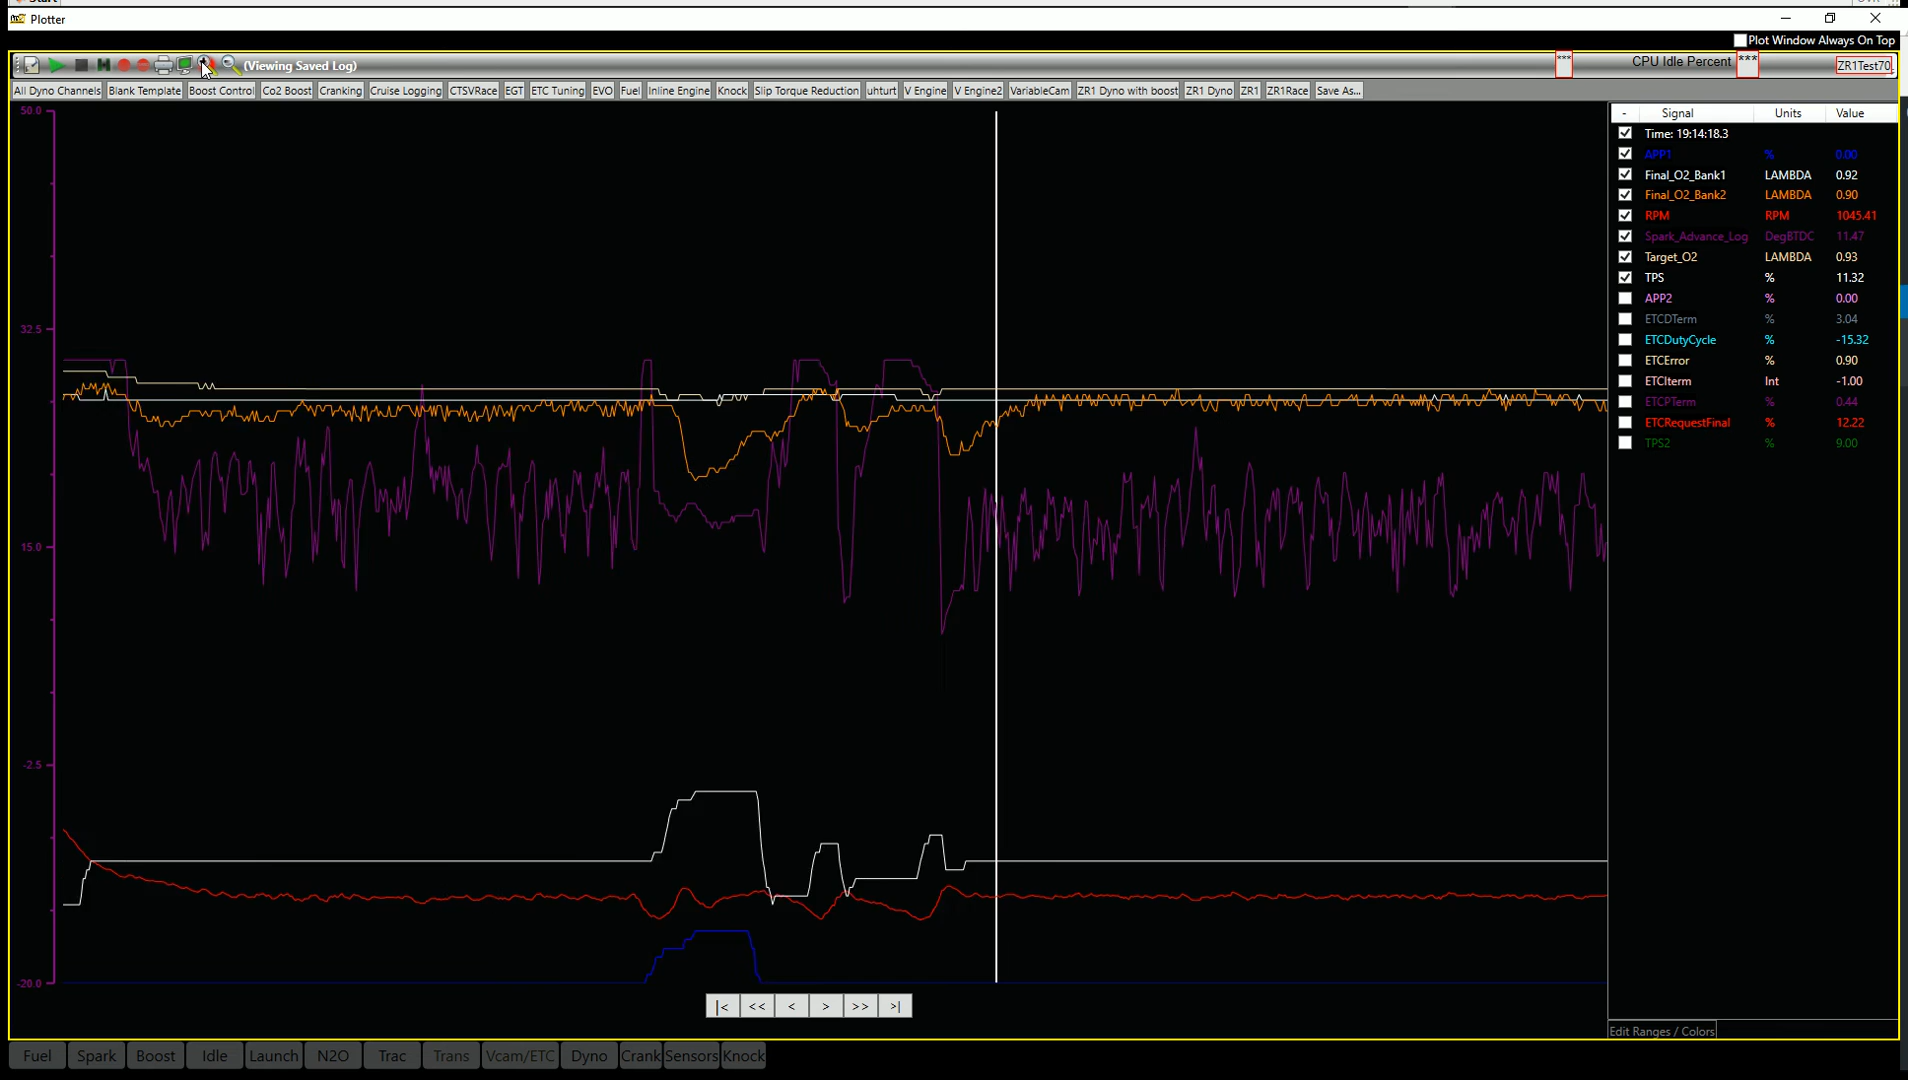 Start
Plotter
Plot Window Always On Top
(Viewing Saved Log)
*** CPU Idle Percent *** ZR1Test70
All Dyno Channels Blank Template Boost Control Co2 Boost Cranking Cruise Logging CTSVRace EGT ETC Tuning EVO Fuel Inline Engine Knock Slip Torque Reduction uhturt V Engine V Engine2 VariableCam ZR1 Dyno with boost ZR1 Dyno ZR1 ZR1Race Save As...
50.0
32.5
15.0
-2.5
-20.0
- Signal Units Value
Time: 19:14:18.3
APP1 % 0.00
Final_O2_Bank1 LAMBDA 0.92
Final_O2_Bank2 LAMBDA 0.90
RPM RPM 1045.41
Spark_Advance_Log DegBTDC 11.47
Target_O2 LAMBDA 0.93
TPS % 11.32
APP2 % 0.00
ETCDTerm % 3.04
ETCDutyCycle % -15.32
ETCError % 0.90
ETCIterm Int -1.00
ETCPTerm % 0.44
ETCRequestFinal % 12.22
TPS2 % 9.00
|< << < > >> >|
Edit Ranges / Colors
Fuel Spark Boost Idle Launch N2O Trac Trans Vcam/ETC Dyno Crank Sensors Knock